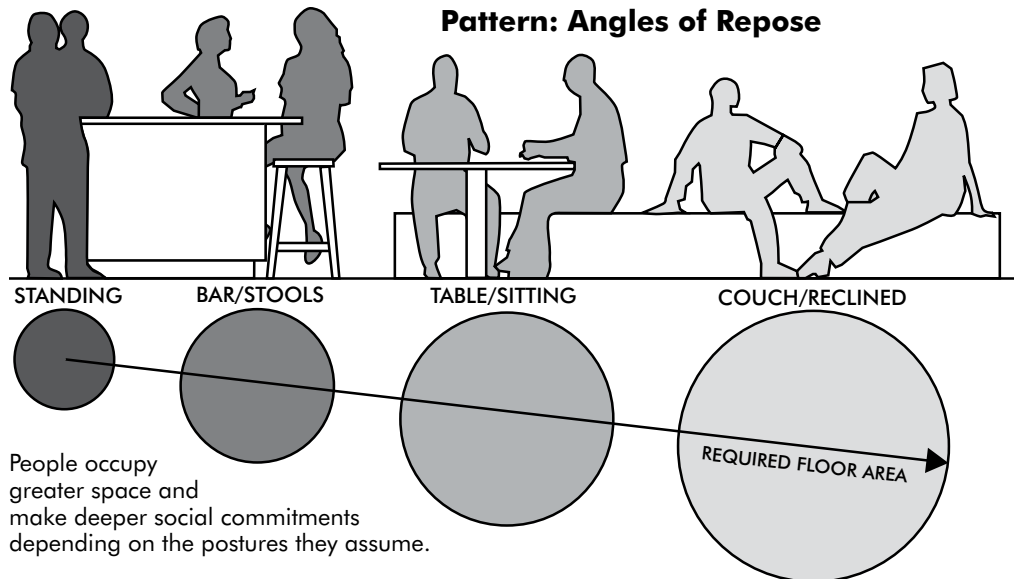 Pattern: Angles of Repose
STANDING
BAR/STOOLS
TABLE/SITTING
COUCH/RECLINED
REQUIRED FLOOR AREA
People occupy
greater space and
make deeper social commitments
depending on the postures they assume.